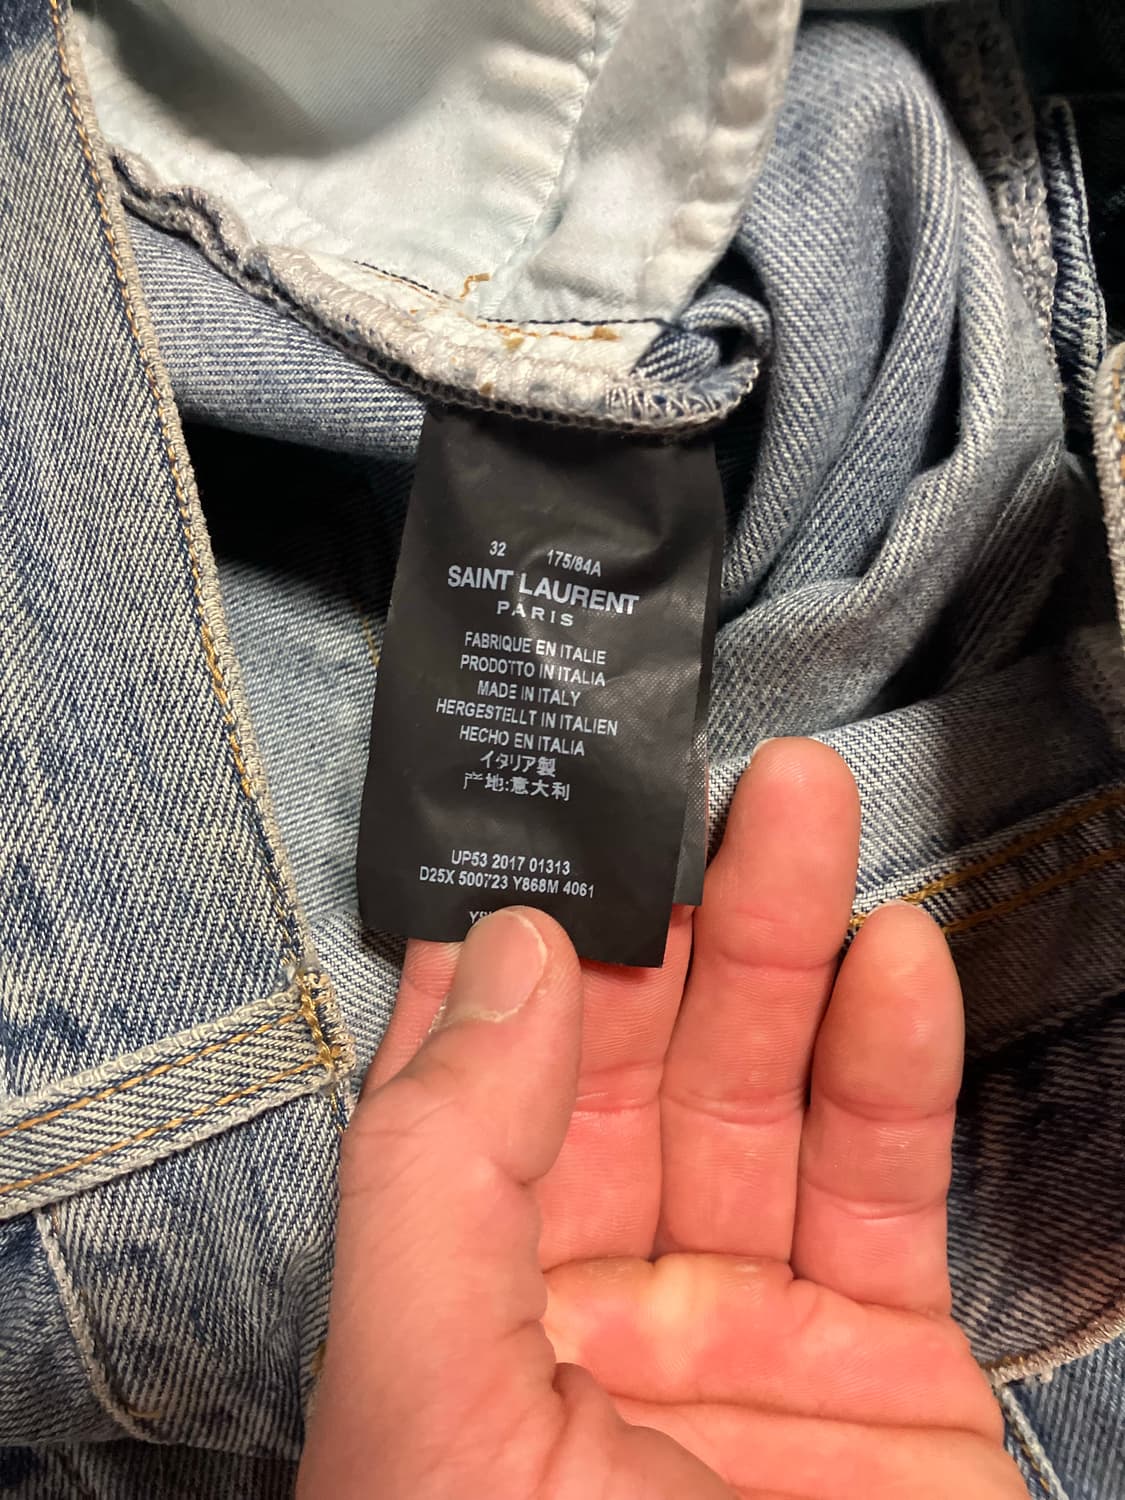 32 175/84A
SAINT LAURENT
PARIS
FABRIQUE EN ITALIE
PRODOTTO IN ITALIA
MADE IN ITALY
HERGESTELLT IN ITALIEN
HECHO EN ITALIA
イタリア製
产地:意大利
UP53 2017 01313
D25X 500723 Y868M 4061